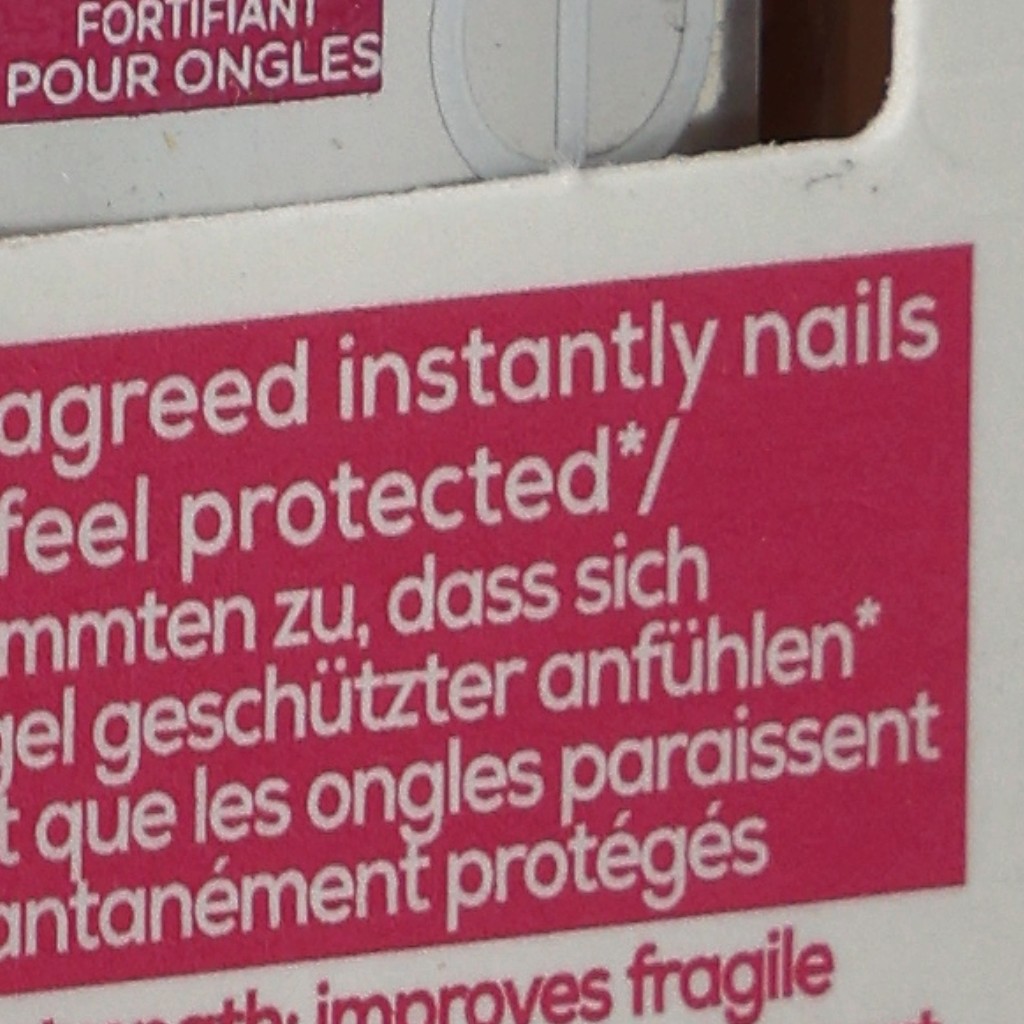 FORTIFIANT
POUR ONGLES
agreed instantly nails
feel protected*/
mmten zu, dass sich
gel geschützter anfühlen*
t que les ongles paraissent
antanément protégés
improves fragile